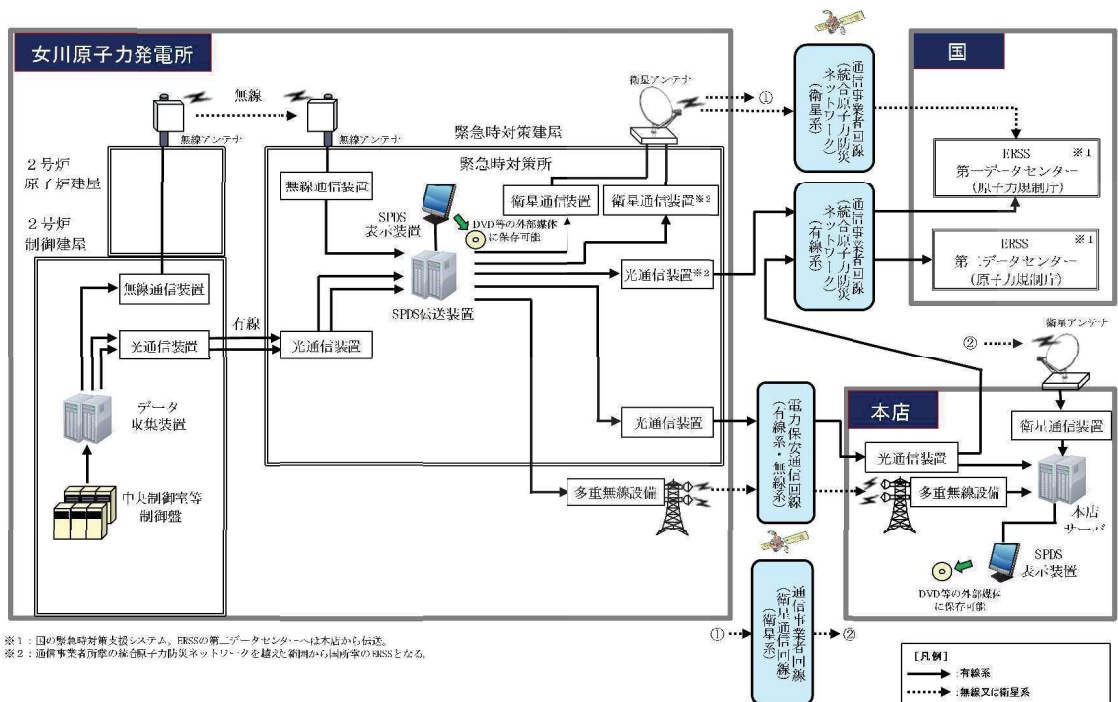 女川原子力発電所
無線
無線アンテナ
無線アンテナ
衛星アンテナ
①
緊急時対策建屋
緊急時対策所
2号炉
原子炉建屋
2号炉
制御建屋
無線通信装置
SPDS
表示装置
DVD等の外部媒体
に保存可能
衛星通信装置
衛星通信装置※2
無線通信装置
光通信装置※2
SPDS伝送装置
有線
光通信装置
光通信装置
データ
収集装置
光通信装置
中央制御室等
制御盤
多重無線設備
通信事業者回線
(統合原子力防災
ネットワーク)
(衛星系)
通信事業者回線
(統合原子力防災
ネットワーク)
(有線系)
電力保安通信回線
(有線系・無線系)
通信事業者回線
(衛星通信回線)
(衛星系)
①
②
国
ERSS ※1
第一データセンター
(原子力規制庁)
ERSS ※1
第二データセンター
(原子力規制庁)
衛星アンテナ
②
本店
衛星通信装置
光通信装置
多重無線設備
本店
サーバ
SPDS
表示装置
DVD等の外部媒体
に保存可能
※1:国の緊急時対策支援システム。ERSSの第二データセンターへは本店から伝送。
※2:通信事業者所掌の統合原子力防災ネットワークを越えた範囲から国所掌のERSSとなる。
[凡例]
:有線系
:無線又は衛星系